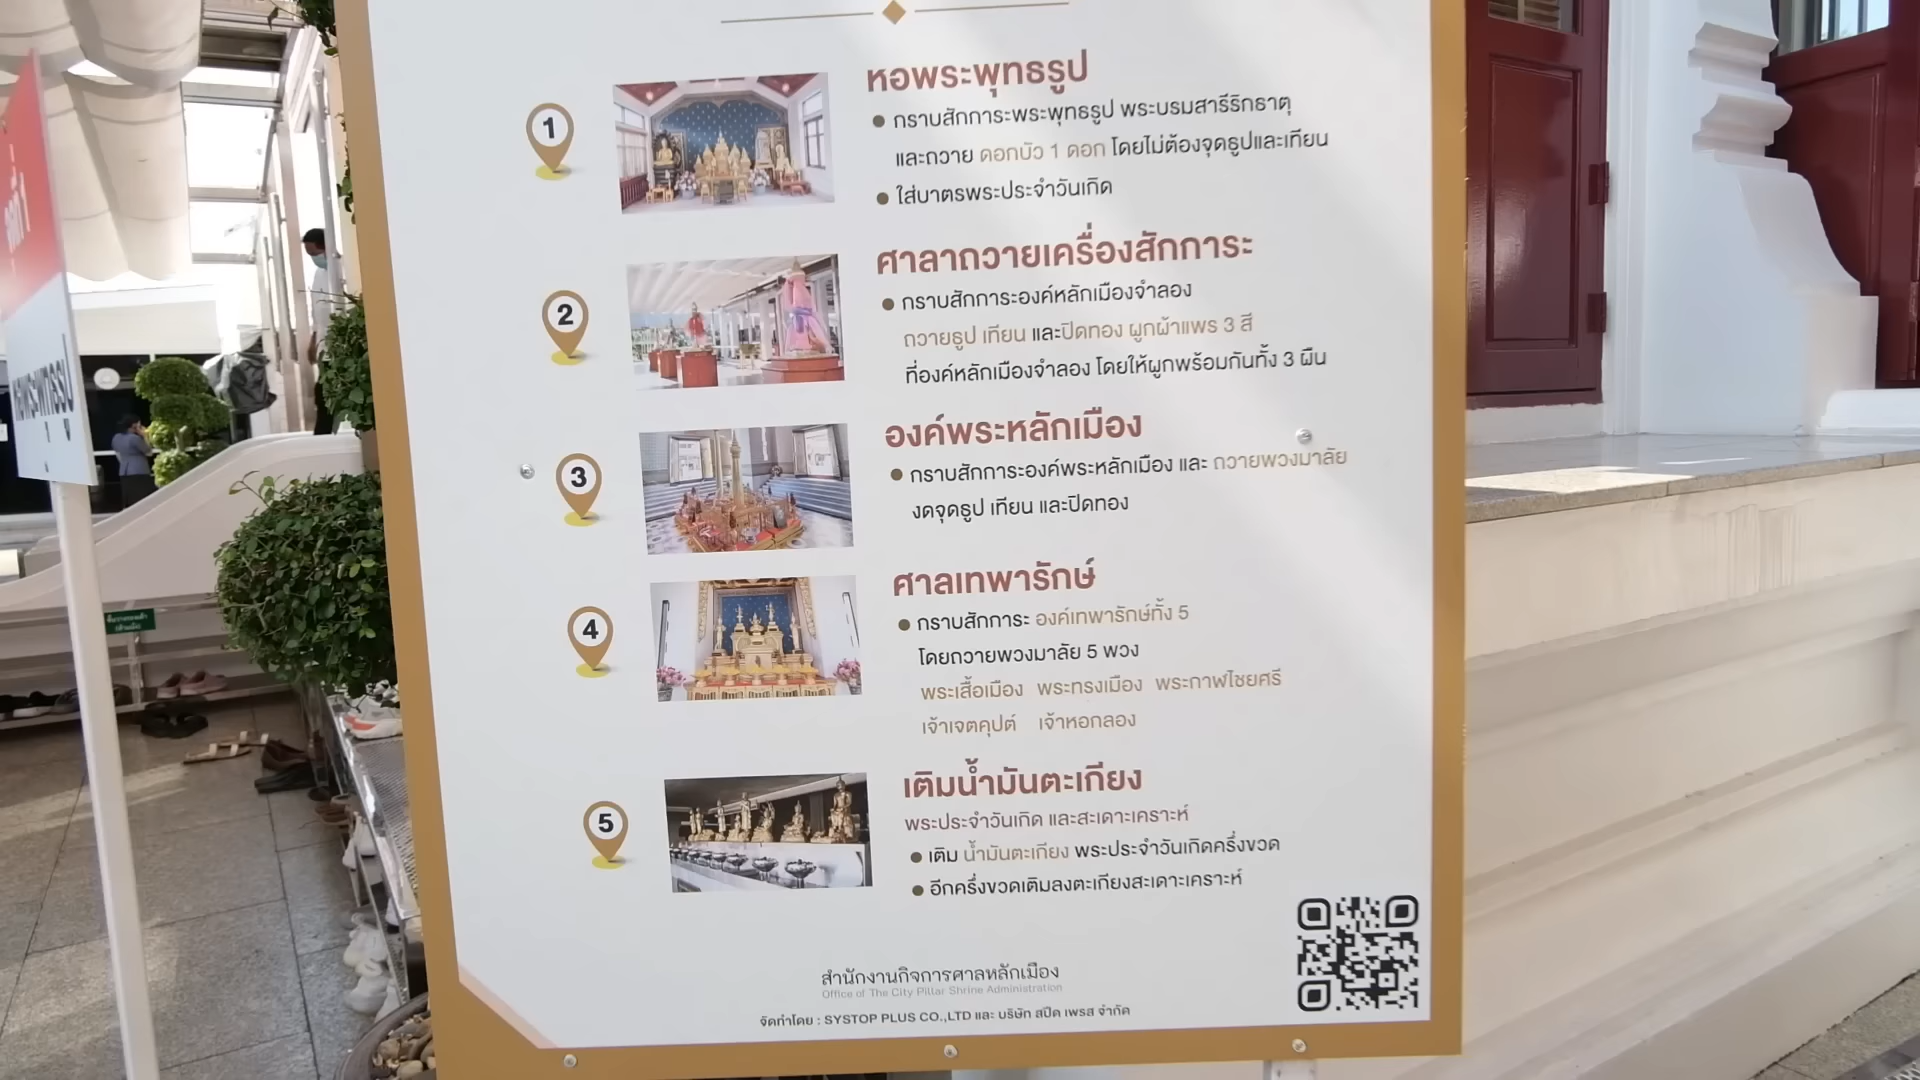 1
หอพระพุทธรูป
กราบสักการะพระพุทธรูป พระบรมสารีริกธาตุ
และถวาย ดอกบัว 1 ดอก โดยไม่ต้องจุดธูปและเทียน
ใส่บาตรพระประจำวันเกิด
2
ศาลาถวายเครื่องสักการะ
กราบสักการะองค์หลักเมืองจำลอง
ถวายธูป เทียน และปิดทอง ผูกผ้าแพร 3 สี
ที่องค์หลักเมืองจำลอง โดยให้ผูกพร้อมกันทั้ง 3 ผืน
3
องค์พระหลักเมือง
กราบสักการะองค์พระหลักเมือง และ ถวายพวงมาลัย
งดจุดธูป เทียน และปิดทอง
4
ศาลเทพารักษ์
กราบสักการะ องค์เทพารักษ์ทั้ง 5
โดยถวายพวงมาลัย 5 พวง
พระเสื้อเมือง พระทรงเมือง พระกาฬไชยศรี
เจ้าเจตคุปต์ เจ้าหอกลอง
5
เติมน้ำมันตะเกียง
พระประจำวันเกิด และสะเดาะเคราะห์
เติม น้ำมันตะเกียง พระประจำวันเกิดครึ่งขวด
อีกครึ่งขวดเติมลงตะเกียงสะเดาะเคราะห์
สำนักงานกิจการศาลหลักเมือง
Office of The City Pillar Shrine Administration
จัดทำโดย : SYSTOP PLUS CO.,LTD และ บริษัท สปีด เพรส จำกัด
หอพระพุทธรูป